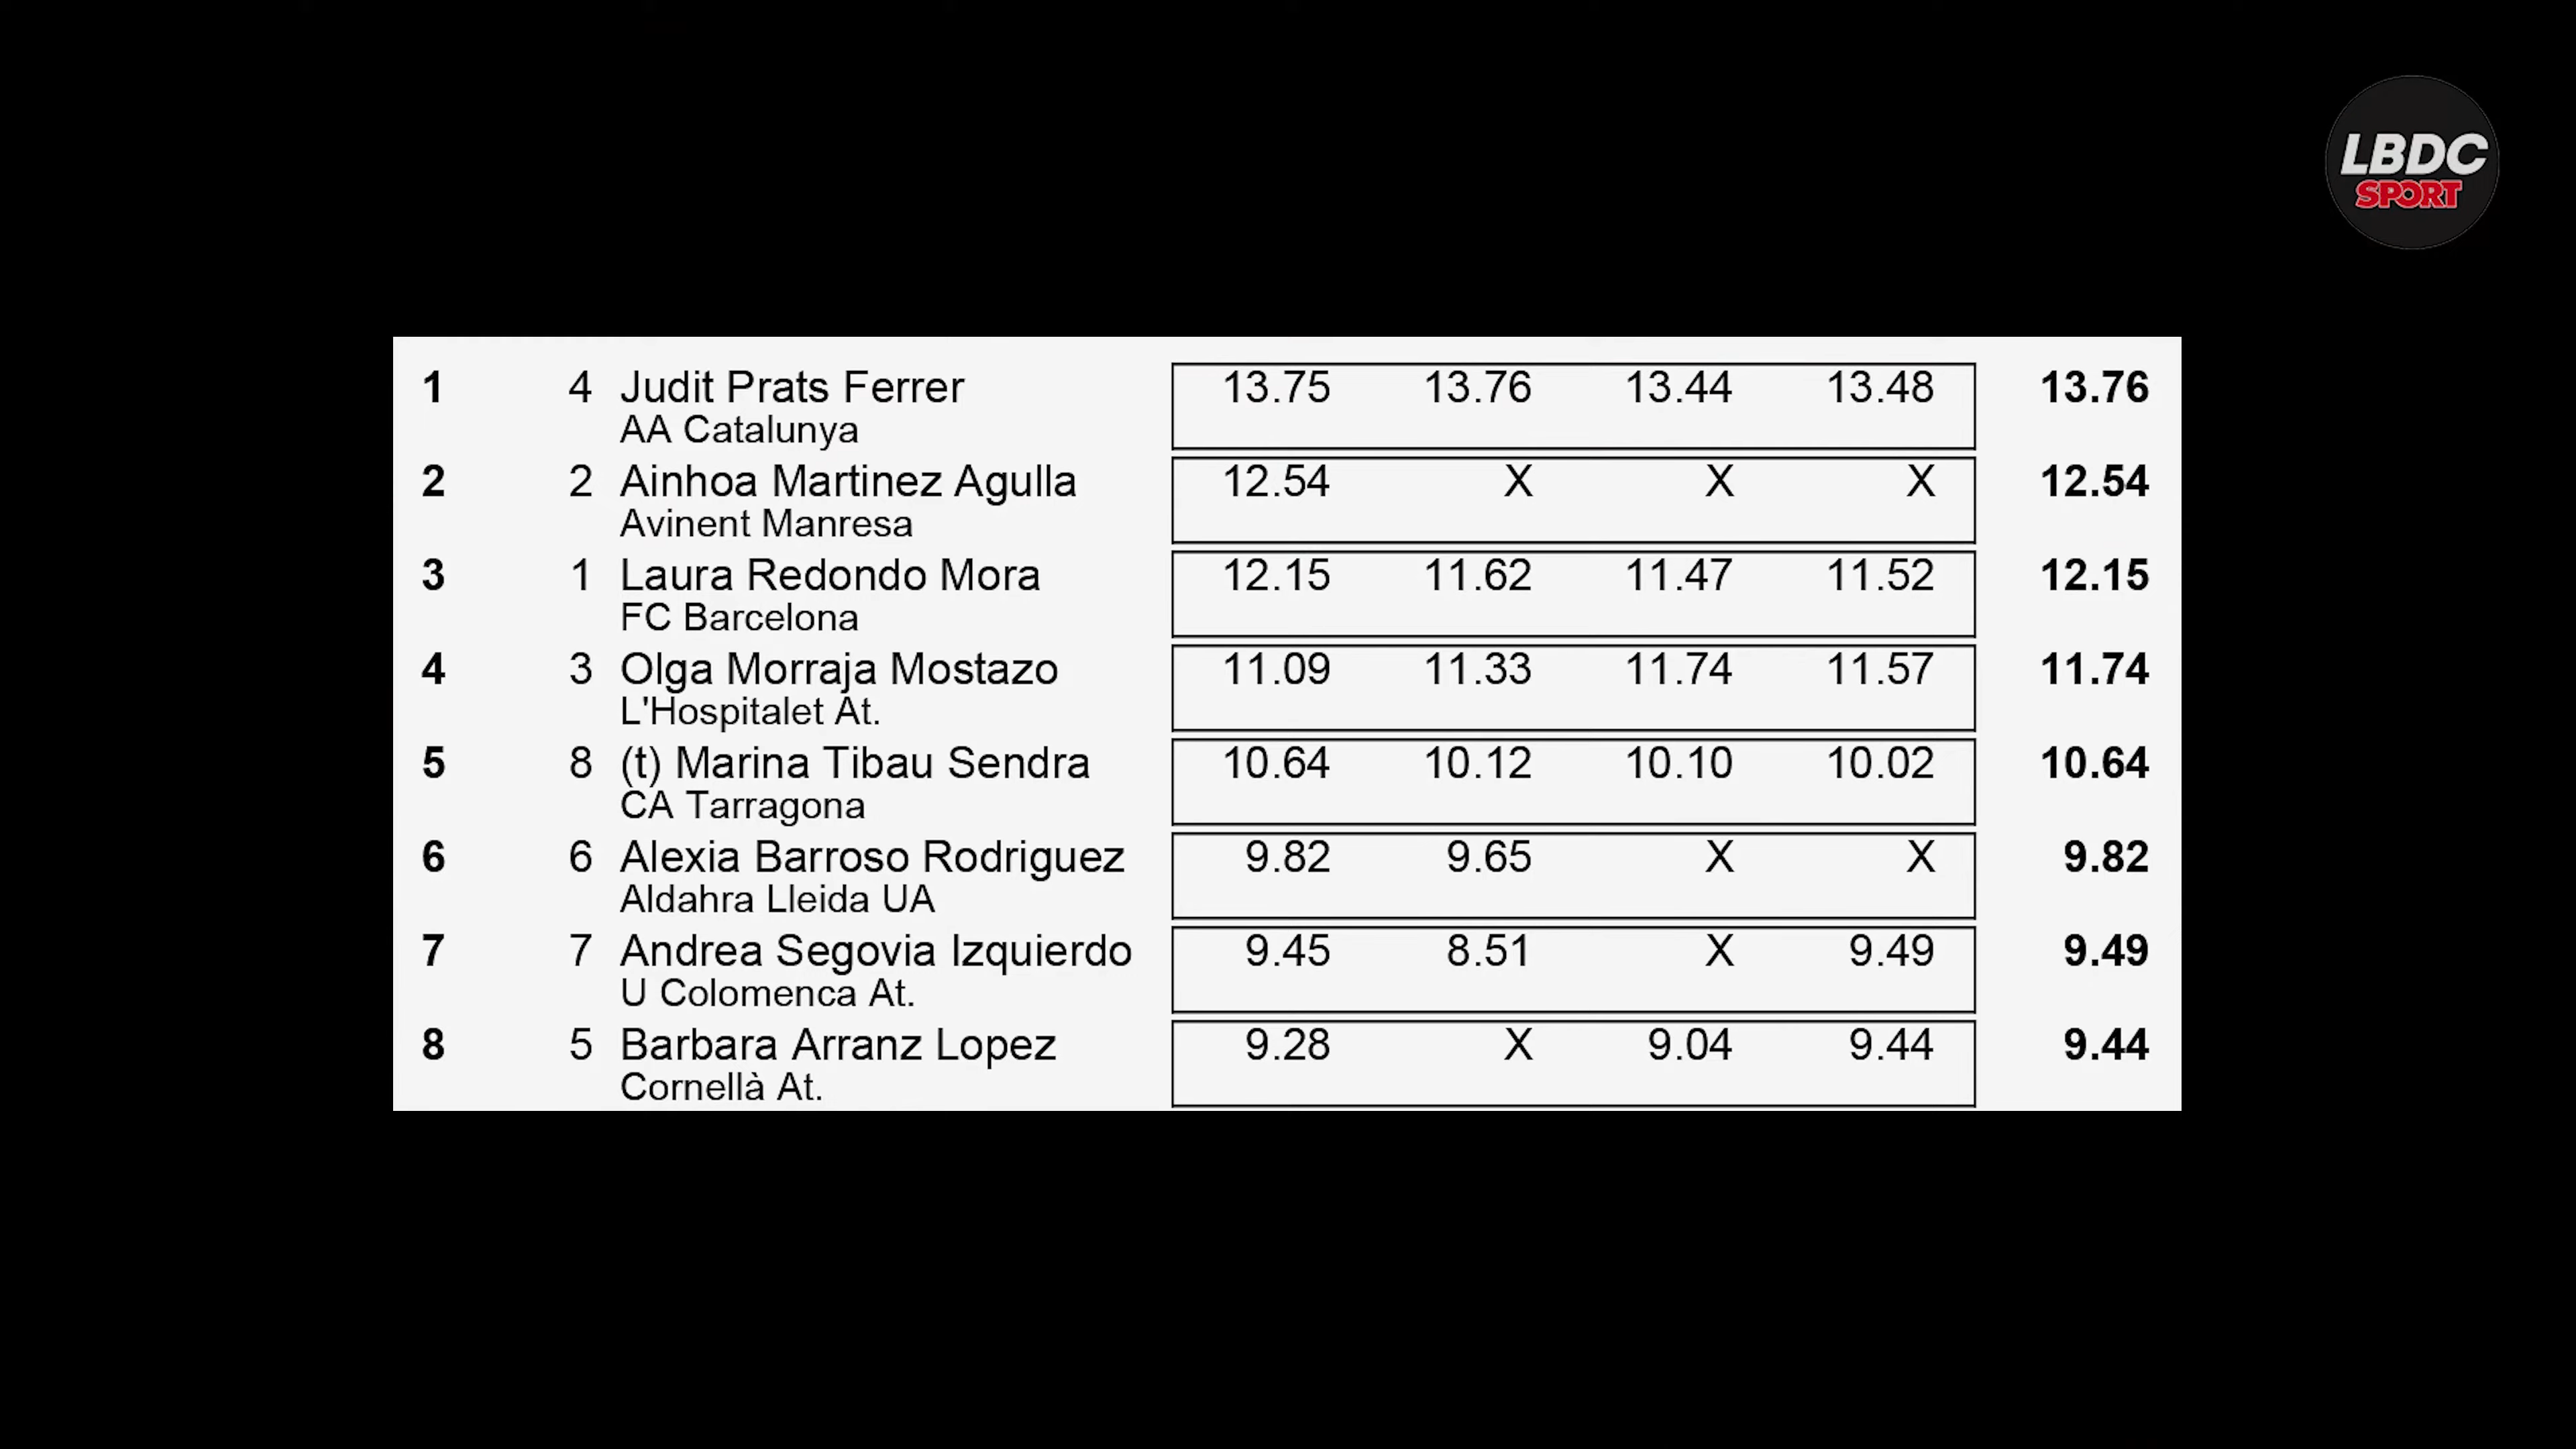 LBDC
SPORT
1 4 Judit Prats Ferrer 13.75 13.76 13.44 13.48 13.76
AA Catalunya
2 2 Ainhoa Martinez Agulla 12.54 X X X 12.54
Avinent Manresa
3 1 Laura Redondo Mora 12.15 11.62 11.47 11.52 12.15
FC Barcelona
4 3 Olga Morraja Mostazo 11.09 11.33 11.74 11.57 11.74
L'Hospitalet At.
5 8 (t) Marina Tibau Sendra 10.64 10.12 10.10 10.02 10.64
CA Tarragona
6 6 Alexia Barroso Rodriguez 9.82 9.65 X X 9.82
Aldahra Lleida UA
7 7 Andrea Segovia Izquierdo 9.45 8.51 X 9.49 9.49
U Colomenca At.
8 5 Barbara Arranz Lopez 9.28 X 9.04 9.44 9.44
Cornellà At.